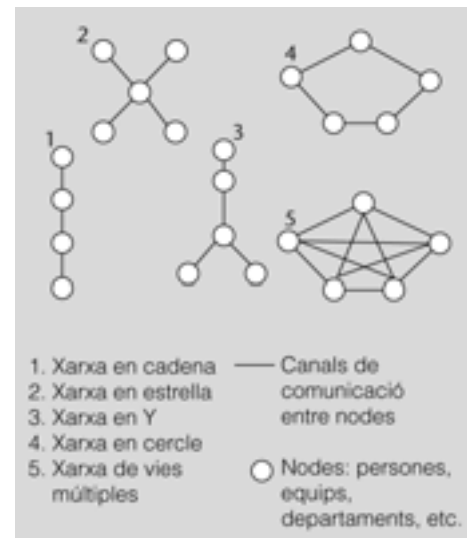 2
4
1
3
5
1. Xarxa en cadena
2. Xarxa en estrella
3. Xarxa en Y
4. Xarxa en cercle
5. Xarxa de vies
múltiples
Canals de
comunicació
entre nodes
Nodes: persones,
equips,
departaments, etc.